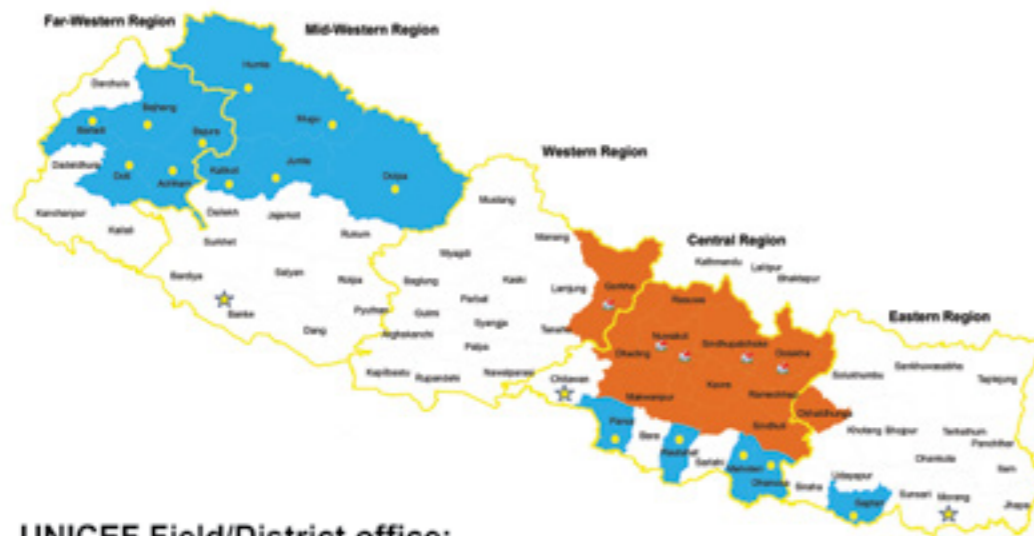 Far-Western Region
Mid-Western Region
Humla
Darchula
Bajhang
Mugu
Baitadi
Bajura
Dadeldhura
Doti
Achham
Kalikot
Jumla
Dolpa
Western Region
Kanchanpur
Kailali
Dailekh
Jajarkot
Mustang
Surkhet
Rukum
Manang
Central Region
Bardiya
Salyan
Rolpa
Myagdi
Baglung
Kaski
Lamjung
Gorkha
Kathmandu
Lalitpur
Bhaktapur
Rasuwa
Banke
Pyuthan
Gulmi
Parbat
Syangja
Tanahu
Nuwakot
Sindhupalchoke
Dolakha
Eastern Region
Dang
Arghakanchi
Palpa
Dhading
Kapilbastu
Rupandehi
Nawalparasi
Chitawan
Makwanpur
Kavre
Ramechhap
Okhaldhunga
Solukhumbu
Sankhuwasabha
Taplejung
Parsa
Bara
Rautahat
Sarlahi
Mahottari
Dhanusa
Sindhuli
Siraha
Udayapur
Saptari
Khotang
Bhojpur
Terhathum
Panchthar
Dhankuta
Ilam
Sunsari
Morang
Jhapa
UNICEF Field/District office: